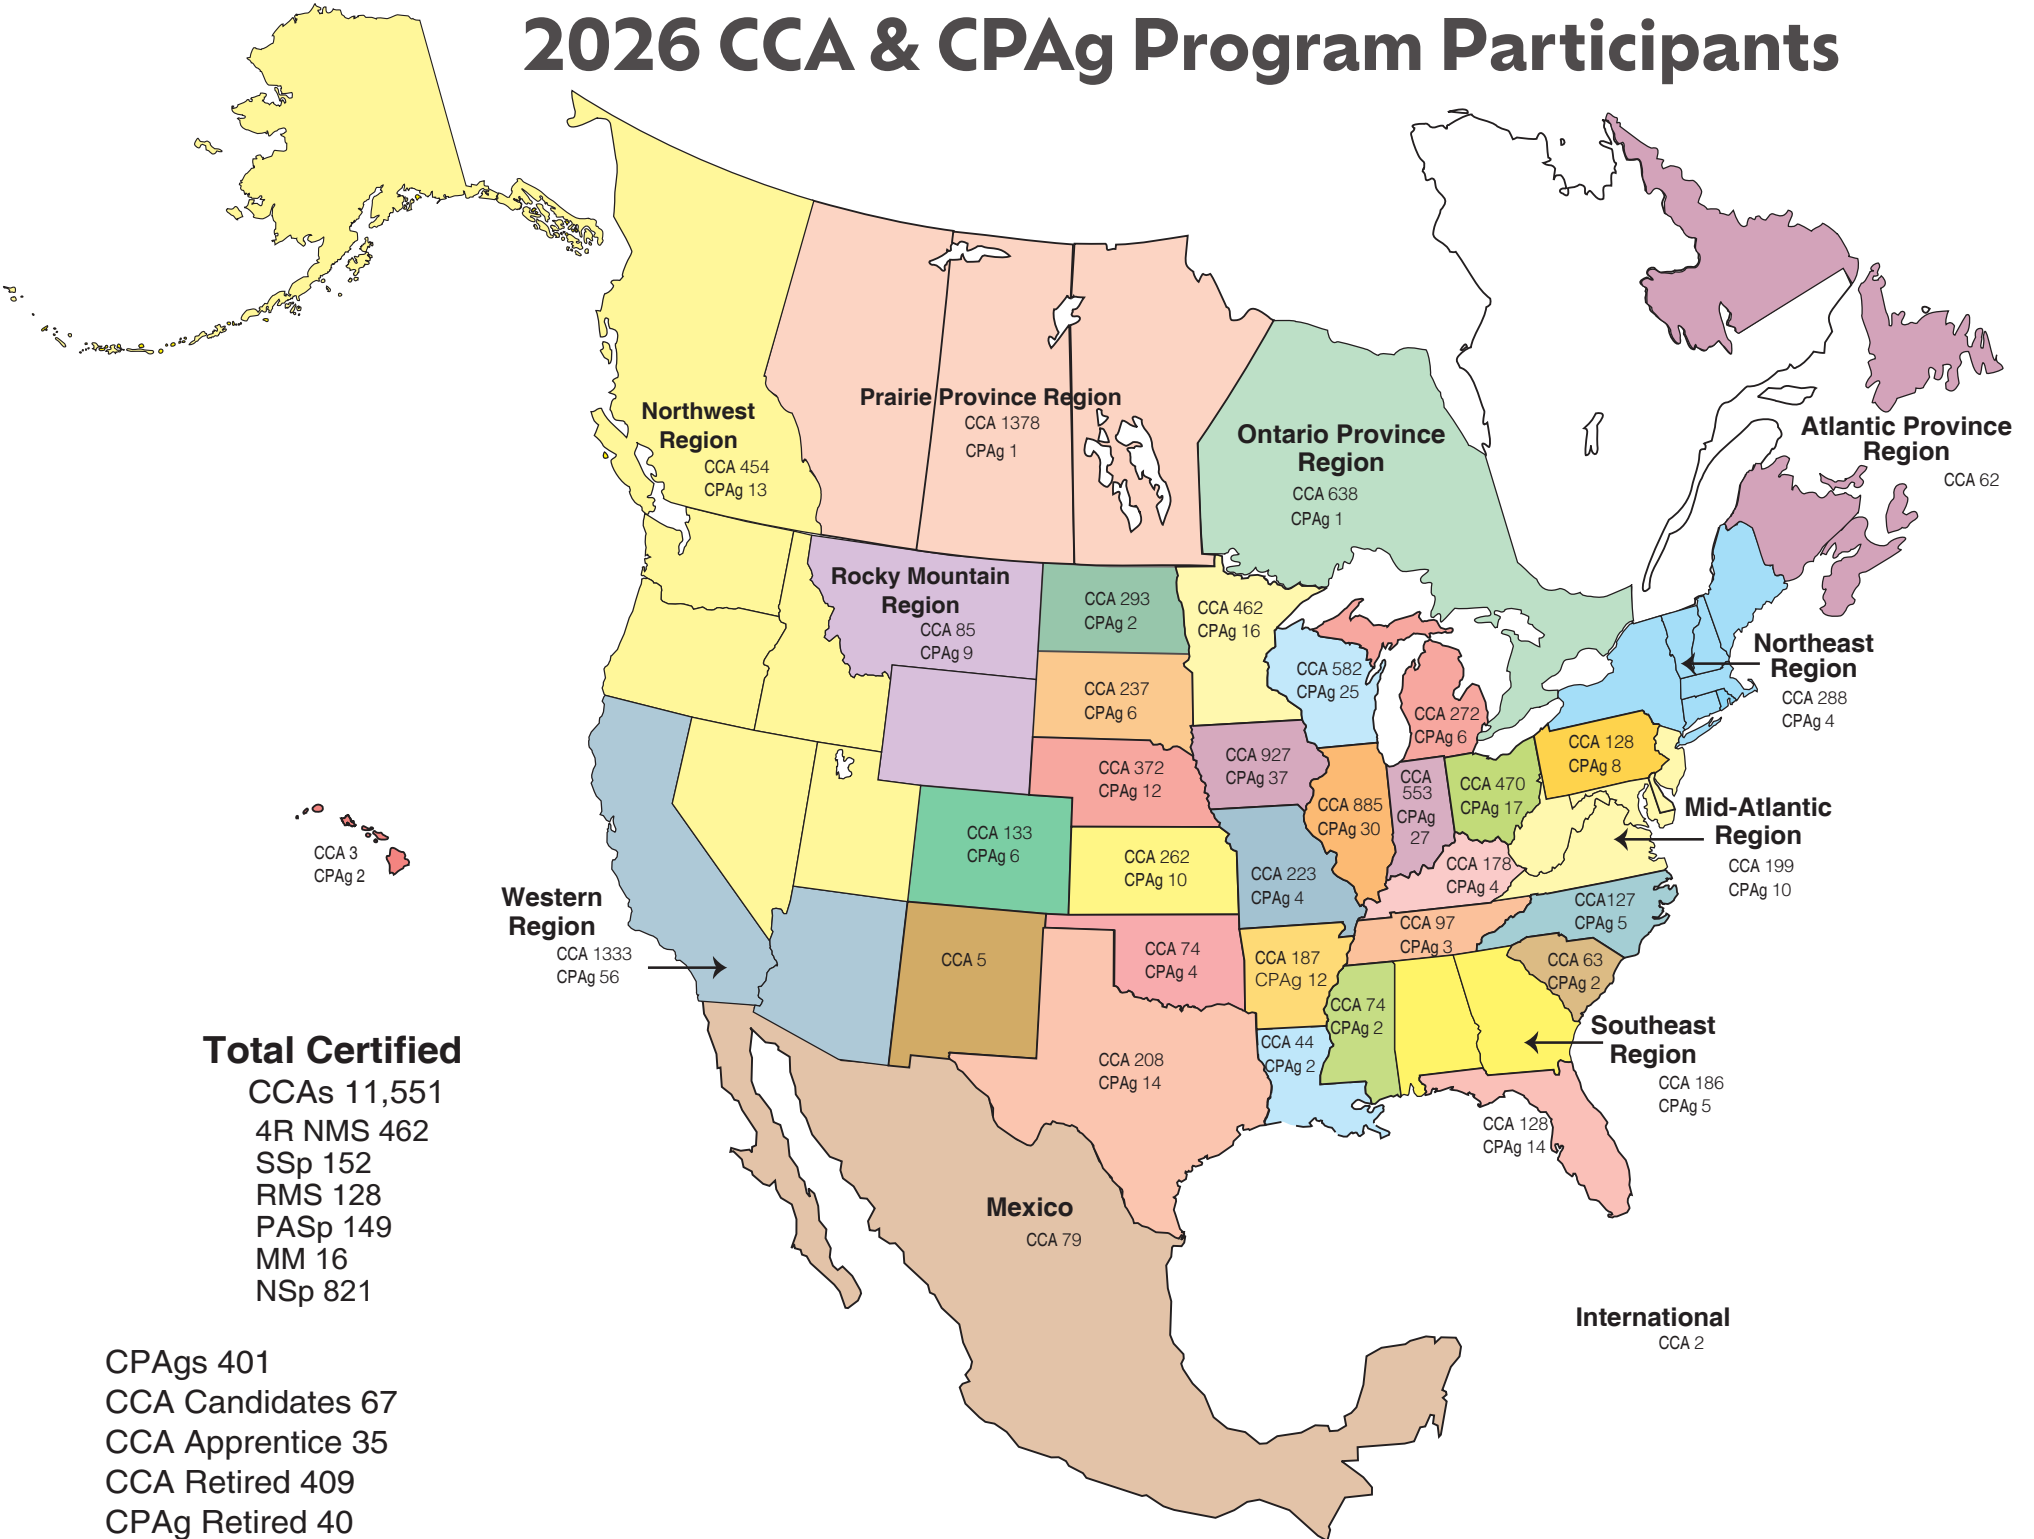 2026 CCA & CPAg Program Participants
Northwest
Region
CCA 454
CPAg 13
Prairie Province Region
CCA 1378
CPAg 1
Ontario Province
Region
CCA 638
CPAg 1
Atlantic Province
Region
CCA 62
Rocky Mountain
Region
CCA 85
CPAg 9
CCA 293
CPAg 2
CCA 462
CPAg 16
CCA 582
CPAg 25
Northeast
Region
CCA 288
CPAg 4
CCA 237
CPAg 6
CCA 272
CPAg 6
CCA 128
CPAg 8
CCA 372
CPAg 12
CCA 927
CPAg 37
CCA 885
CPAg 30
CCA
553
CPAg
27
CCA 470
CPAg 17
Mid-Atlantic
Region
CCA 199
CPAg 10
CCA 3
CPAg 2
CCA 133
CPAg 6
CCA 262
CPAg 10
CCA 223
CPAg 4
CCA 178
CPAg 4
Western
Region
CCA 1333
CPAg 56
CCA 5
CCA 74
CPAg 4
CCA 187
CPAg 12
CCA 97
CPAg 3
CCA127
CPAg 5
CCA 63
CPAg 2
CCA 74
CPAg 2
CCA 44
CPAg 2
CCA 208
CPAg 14
Southeast
Region
CCA 186
CPAg 5
CCA 128
CPAg 14
Mexico
CCA 79
International
CCA 2
Total Certified
CCAs 11,551
4R NMS 462
SSp 152
RMS 128
PASp 149
MM 16
NSp 821
CPAgs 401
CCA Candidates 67
CCA Apprentice 35
CCA Retired 409
CPAg Retired 40